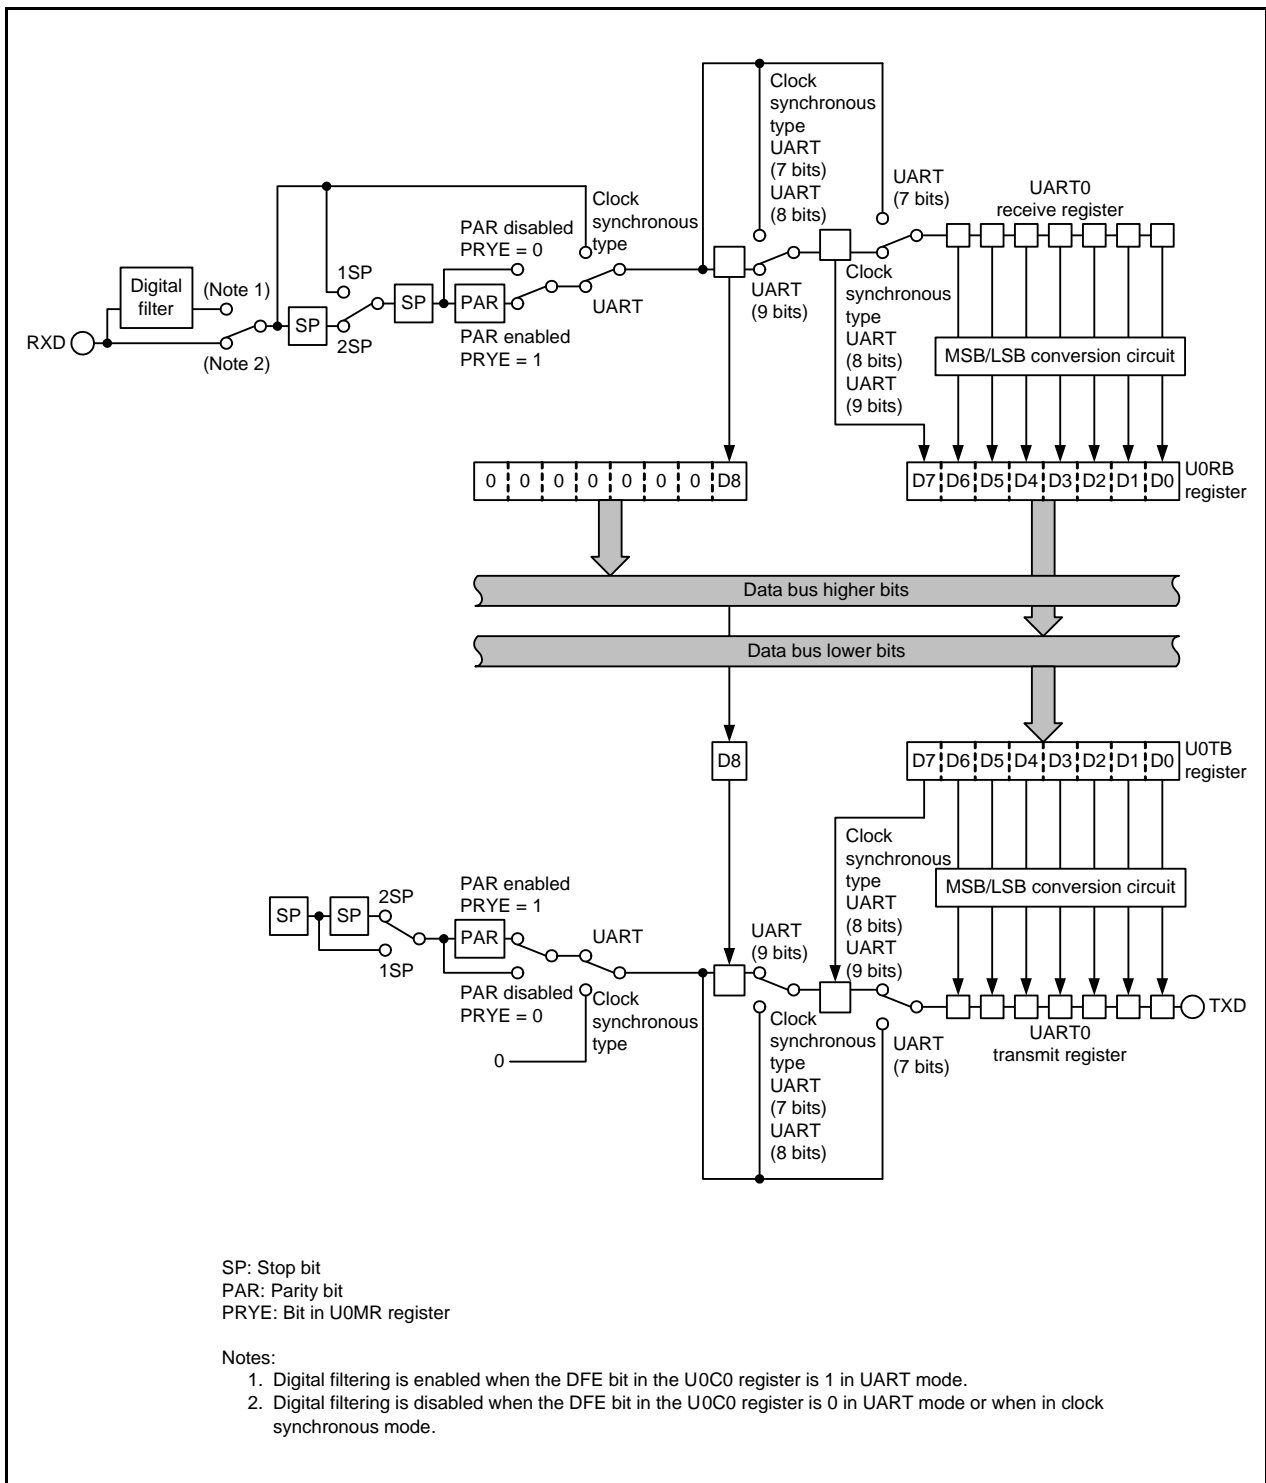 Clock
synchronous
type
UART
(7 bits)
UART
(8 bits)
UART
(7 bits)
UART0
receive register
Clock
synchronous
type
PAR disabled
PRYE = 0
1SP
Digital
filter
(Note 1)
SP
SP
PAR
UART
UART
(9 bits)
Clock
synchronous
type
UART
(8 bits)
UART
(9 bits)
RXD
(Note 2)
2SP
PAR enabled
PRYE = 1
MSB/LSB conversion circuit
0 0 0 0 0 0 0 D8
D7 D6 D5 D4 D3 D2 D1 D0
U0RB
register
Data bus higher bits
Data bus lower bits
D8
D7 D6 D5 D4 D3 D2 D1 D0
U0TB
register
Clock
synchronous
type
UART
(8 bits)
UART
(9 bits)
MSB/LSB conversion circuit
PAR enabled
PRYE = 1
SP
SP
2SP
PAR
UART
UART
(9 bits)
1SP
PAR disabled
PRYE = 0
Clock
synchronous
type
0
TXD
UART0
transmit register
Clock
synchronous
type
UART
(7 bits)
UART
(8 bits)
UART
(7 bits)
SP: Stop bit
PAR: Parity bit
PRYE: Bit in U0MR register
Notes:
1. Digital filtering is enabled when the DFE bit in the U0C0 register is 1 in UART mode.
2. Digital filtering is disabled when the DFE bit in the U0C0 register is 0 in UART mode or when in clock
synchronous mode.